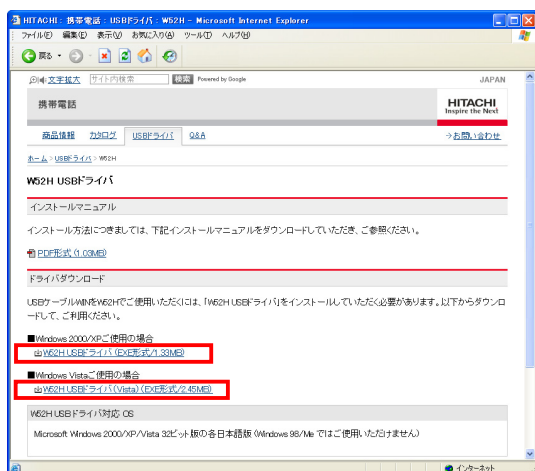 HITACHI : 携帯電話 : USBドライバ : W52H - Microsoft Internet Explorer
ファイル(F) 編集(E) 表示(V) お気に入り(A) ツール(T) ヘルプ(H)
戻る
文字拡大 サイト内検索 検索 Powered by Google JAPAN
携帯電話 HITACHI
Inspire the Next
商品情報 カタログ USBドライバ Q&A →お問い合わせ
ホーム > USBドライバ > W52H
W52H USBドライバ
インストールマニュアル
インストール方法につきましては、下記インストールマニュアルをダウンロードしていただき、ご参照ください。
PDF形式 (1.03MB)
ドライバダウンロード
USBケーブルWINをW52Hでご使用いただくには、「W52H USBドライバ」をインストールしていただく必要があります。以下からダウンロ
ードして、ご利用ください。
■Windows 2000/XPご使用の場合
W52H USBドライバ (EXE形式/1.33MB)
■Windows Vistaご使用の場合
W52H USBドライバ(Vista) (EXE形式/2.45MB)
W52H USBドライバ対応 OS
Microsoft Windows 2000/XP/Vista 32ビット版の各日本語版 (Windows 98/Me ではご使用いただけません)
インターネット